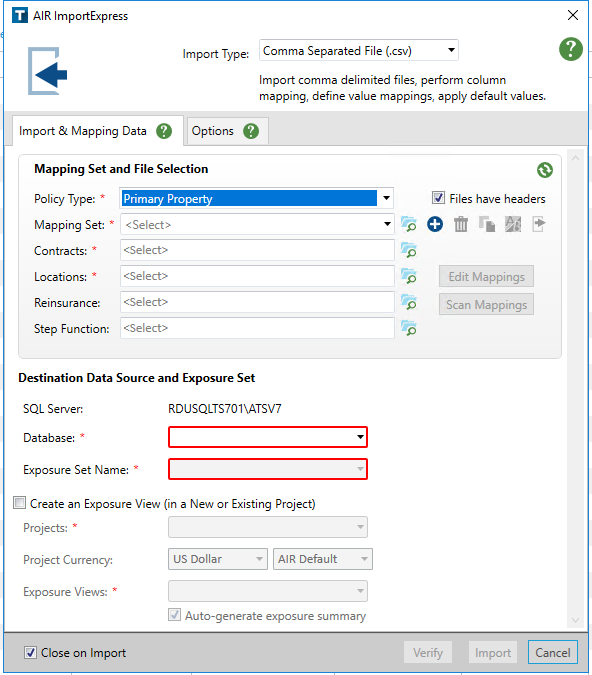 T AIR ImportExpress
Import Type: Comma Separated File (.csv) ?
Import comma delimited files, perform column
mapping, define value mappings, apply default values.
Import & Mapping Data ? Options ?
Mapping Set and File Selection
Policy Type: * Primary Property Files have headers
Mapping Set: * <Select>
Contracts: * <Select>
Locations: * <Select> Edit Mappings
Reinsurance: <Select> Scan Mappings
Step Function: <Select>
Destination Data Source and Exposure Set
SQL Server: RDUSQLTS701\ATSV7
Database: *
Exposure Set Name: *
Create an Exposure View (in a New or Existing Project)
Projects: *
Project Currency: US Dollar AIR Default
Exposure Views: *
Auto-generate exposure summary
Close on Import Verify Import Cancel